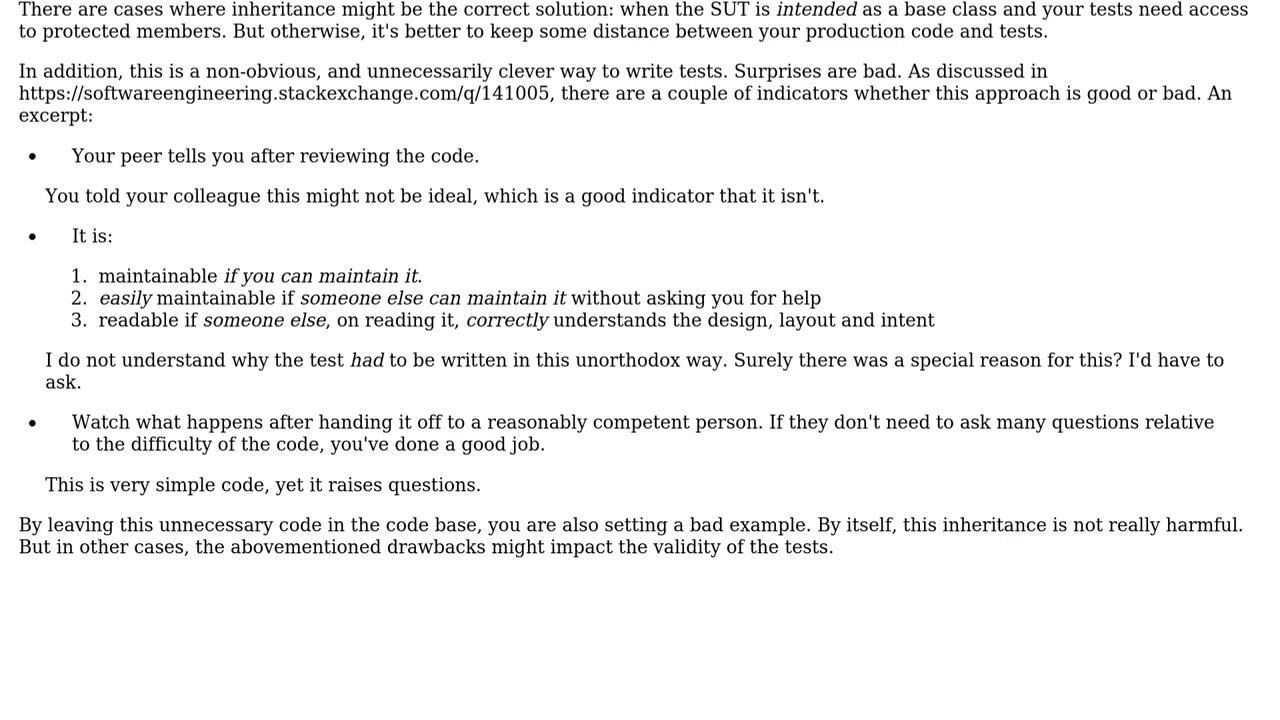 There are cases where inheritance might be the correct solution: when the SUT is intended as a base class and your tests need access
to protected members. But otherwise, it's better to keep some distance between your production code and tests.
In addition, this is a non-obvious, and unnecessarily clever way to write tests. Surprises are bad. As discussed in
https://softwareengineering.stackexchange.com/q/141005, there are a couple of indicators whether this approach is good or bad. An
excerpt:
• Your peer tells you after reviewing the code.
You told your colleague this might not be ideal, which is a good indicator that it isn't.
• It is:
1. maintainable if you can maintain it.
2. easily maintainable if someone else can maintain it without asking you for help
3. readable if someone else, on reading it, correctly understands the design, layout and intent
I do not understand why the test had to be written in this unorthodox way. Surely there was a special reason for this? I'd have to
ask.
• Watch what happens after handing it off to a reasonably competent person. If they don't need to ask many questions relative
to the difficulty of the code, you've done a good job.
This is very simple code, yet it raises questions.
By leaving this unnecessary code in the code base, you are also setting a bad example. By itself, this inheritance is not really harmful.
But in other cases, the abovementioned drawbacks might impact the validity of the tests.